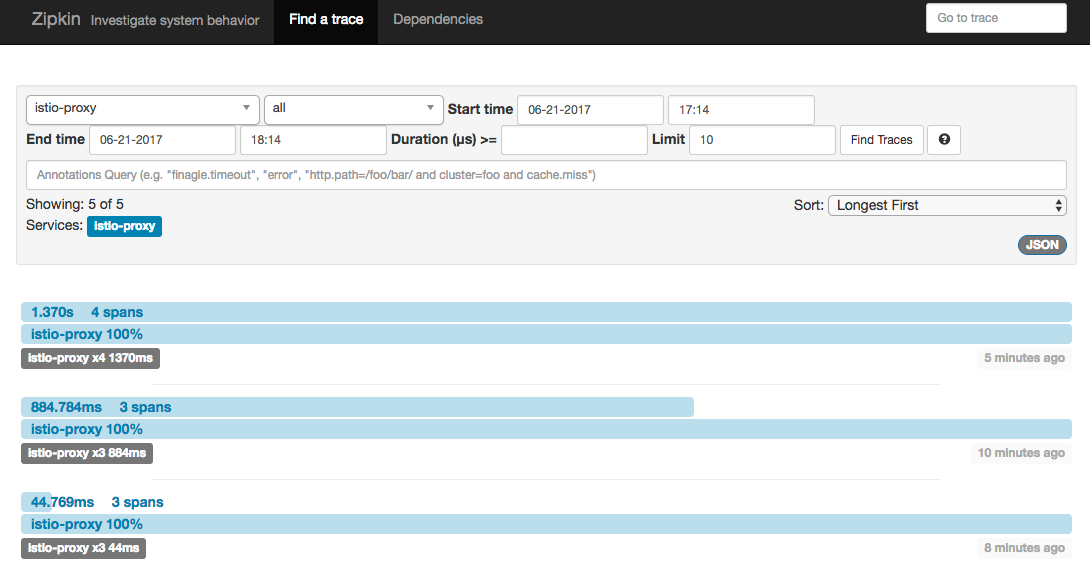 Zipkin Investigate system behavior Find a trace Dependencies Go to trace
istio-proxy all Start time 06-21-2017 17:14
End time 06-21-2017 18:14 Duration (μs) >= Limit 10 Find Traces ?
Annotations Query (e.g. "finagle.timeout", "error", "http.path=/foo/bar/ and cluster=foo and cache.miss")
Showing: 5 of 5 Sort: Longest First
Services: istio-proxy
JSON
1.370s 4 spans
istio-proxy 100%
istio-proxy x4 1370ms 5 minutes ago
884.784ms 3 spans
istio-proxy 100%
istio-proxy x3 884ms 10 minutes ago
44.769ms 3 spans
istio-proxy 100%
istio-proxy x3 44ms 8 minutes ago